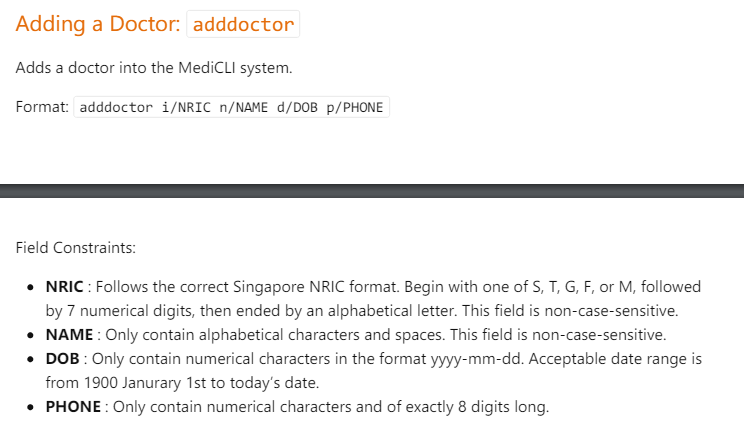 Adding a Doctor: adddoctor
Adds a doctor into the MediCLI system.
Format: adddoctor i/NRIC n/NAME d/DOB p/PHONE
Field Constraints:
• NRIC : Follows the correct Singapore NRIC format. Begin with one of S, T, G, F, or M, followed
by 7 numerical digits, then ended by an alphabetical letter. This field is non-case-sensitive.
• NAME : Only contain alphabetical characters and spaces. This field is non-case-sensitive.
• DOB : Only contain numerical characters in the format yyyy-mm-dd. Acceptable date range is
from 1900 Janurary 1st to today’s date.
• PHONE : Only contain numerical characters and of exactly 8 digits long.